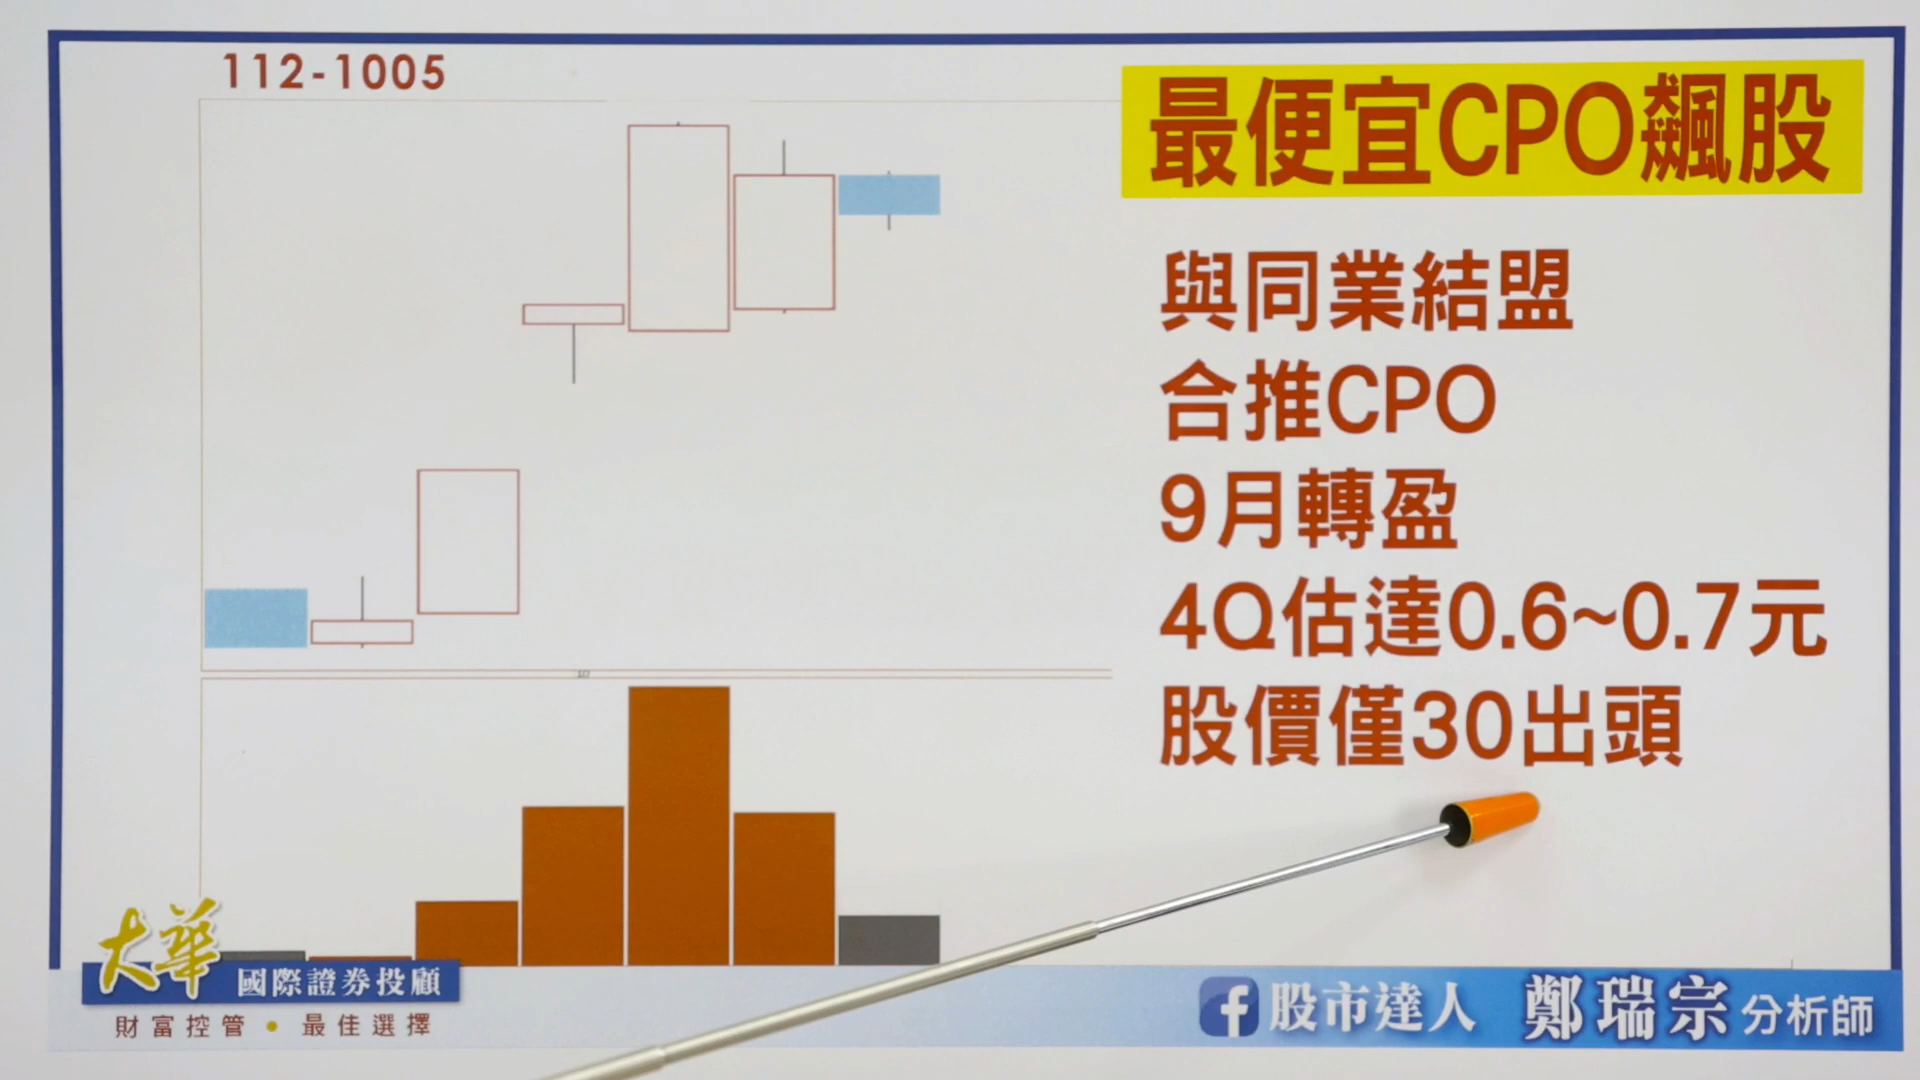 112-1005
最便宜CPO飆股
與同業結盟
合推CPO
9月轉盈
4Q估達0.6~0.7元
股價僅30出頭
大華
國際證券投顧
財富控管•最佳選擇
股市達人 鄭瑞宗分析師